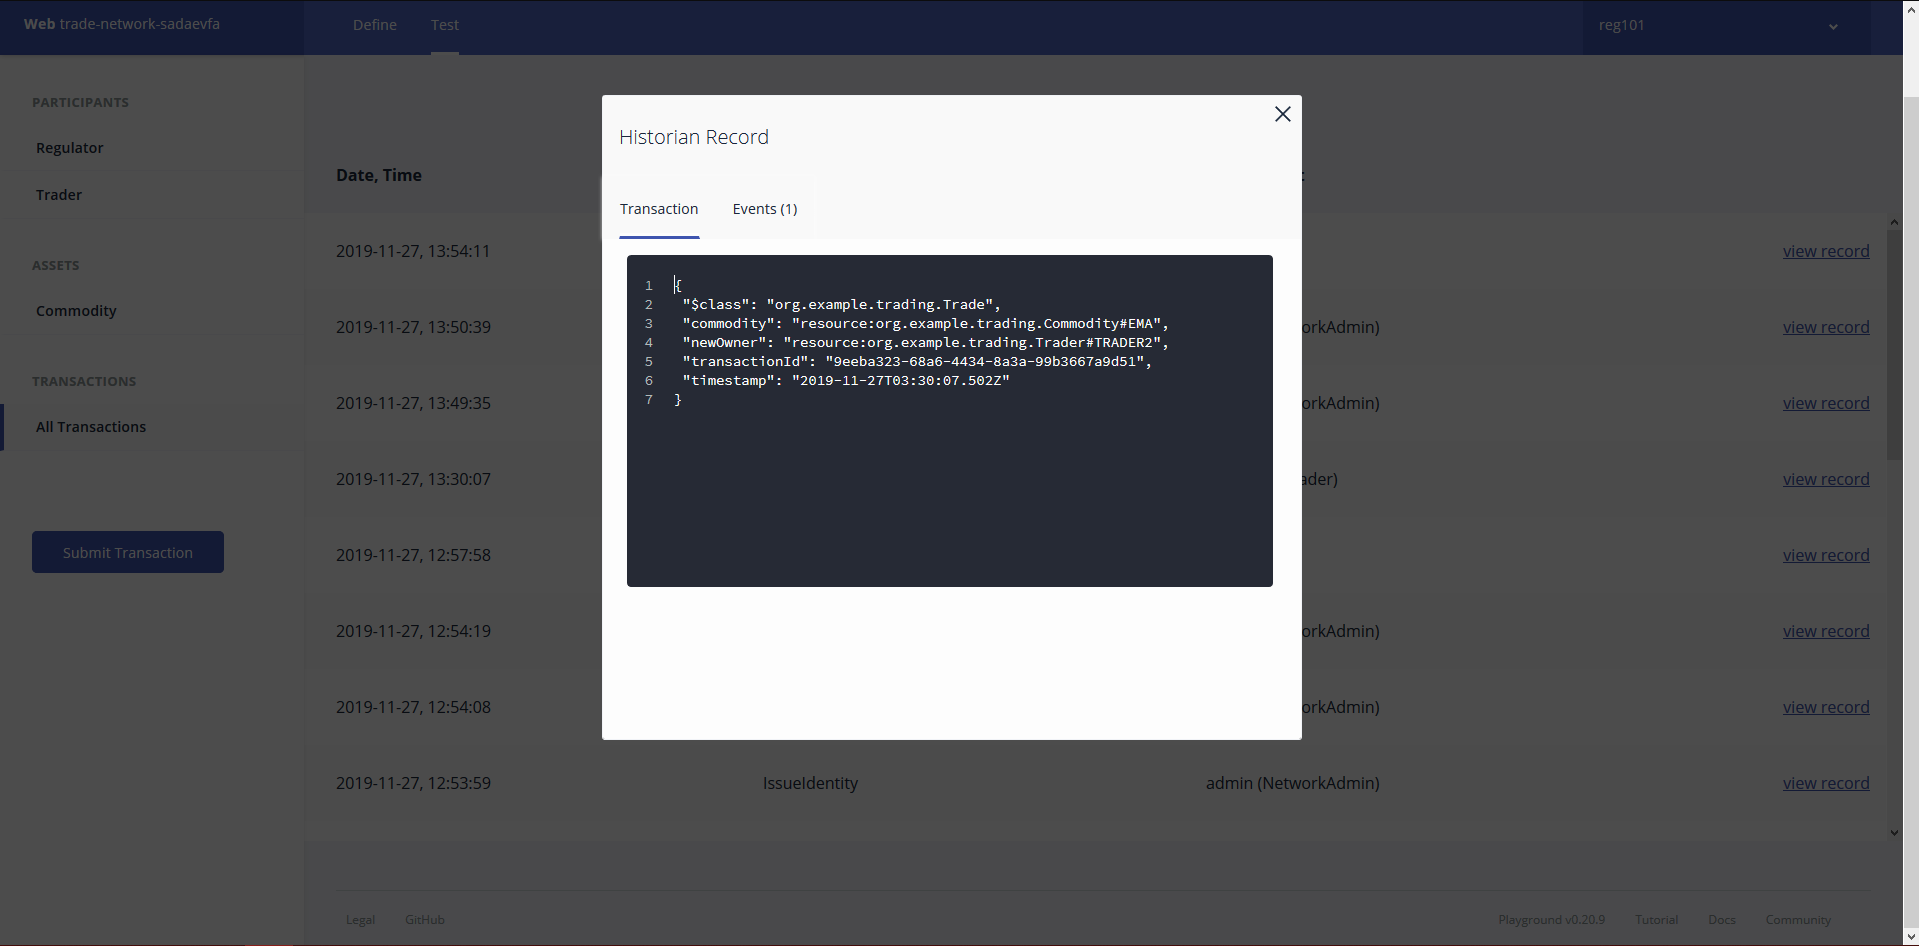 Web trade-network-sadaevfa
Define
Test
reg101
PARTICIPANTS
Regulator
Trader
ASSETS
Commodity
TRANSACTIONS
All Transactions
Submit Transaction
Date, Time
2019-11-27, 13:54:11
view record
2019-11-27, 13:50:39
orkAdmin)
view record
2019-11-27, 13:49:35
orkAdmin)
view record
2019-11-27, 13:30:07
ader)
view record
2019-11-27, 12:57:58
view record
2019-11-27, 12:54:19
orkAdmin)
view record
2019-11-27, 12:54:08
orkAdmin)
view record
2019-11-27, 12:53:59
IssueIdentity
admin (NetworkAdmin)
view record
Historian Record
Transaction
Events (1)
1 {
2 "$class": "org.example.trading.Trade",
3 "commodity": "resource:org.example.trading.Commodity#EMA",
4 "newOwner": "resource:org.example.trading.Trader#TRADER2",
5 "transactionId": "9eeba323-68a6-4434-8a3a-99b3667a9d51",
6 "timestamp": "2019-11-27T03:30:07.502Z"
7 }
Legal
GitHub
Playground v0.20.9
Tutorial
Docs
Community